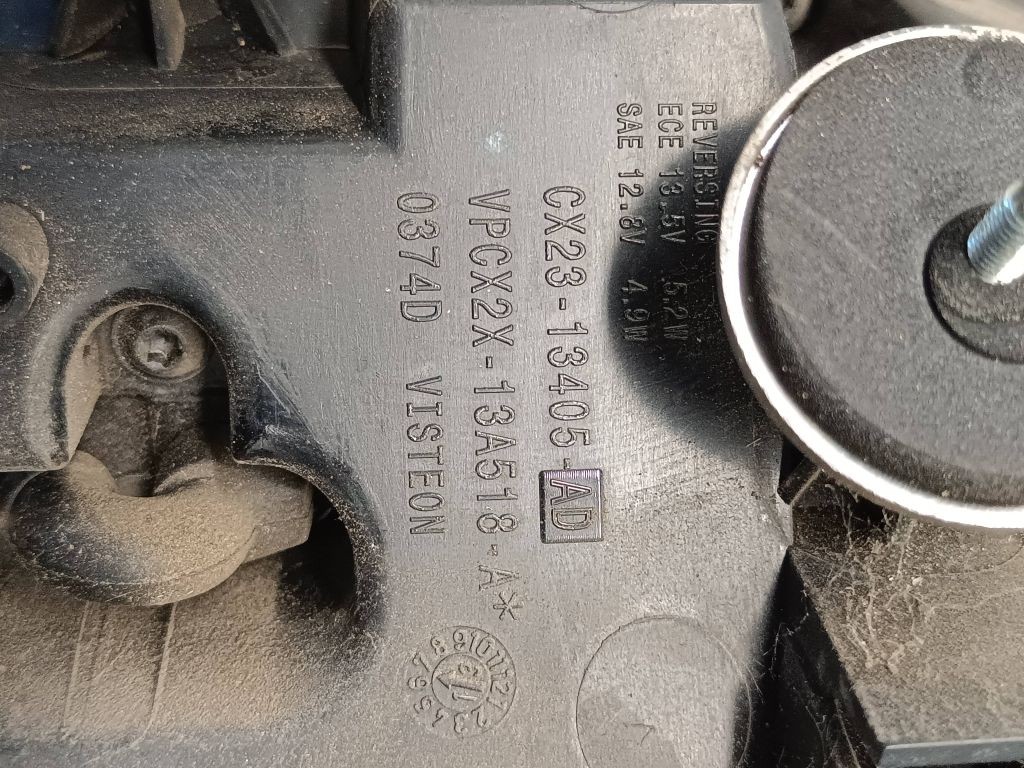 REVERSING
ECE 13.5V 5.2W
SAE 12.8V 4.9W
CX23-13405-AD
VPCX2X-13A518-A*
0374D VISTEON